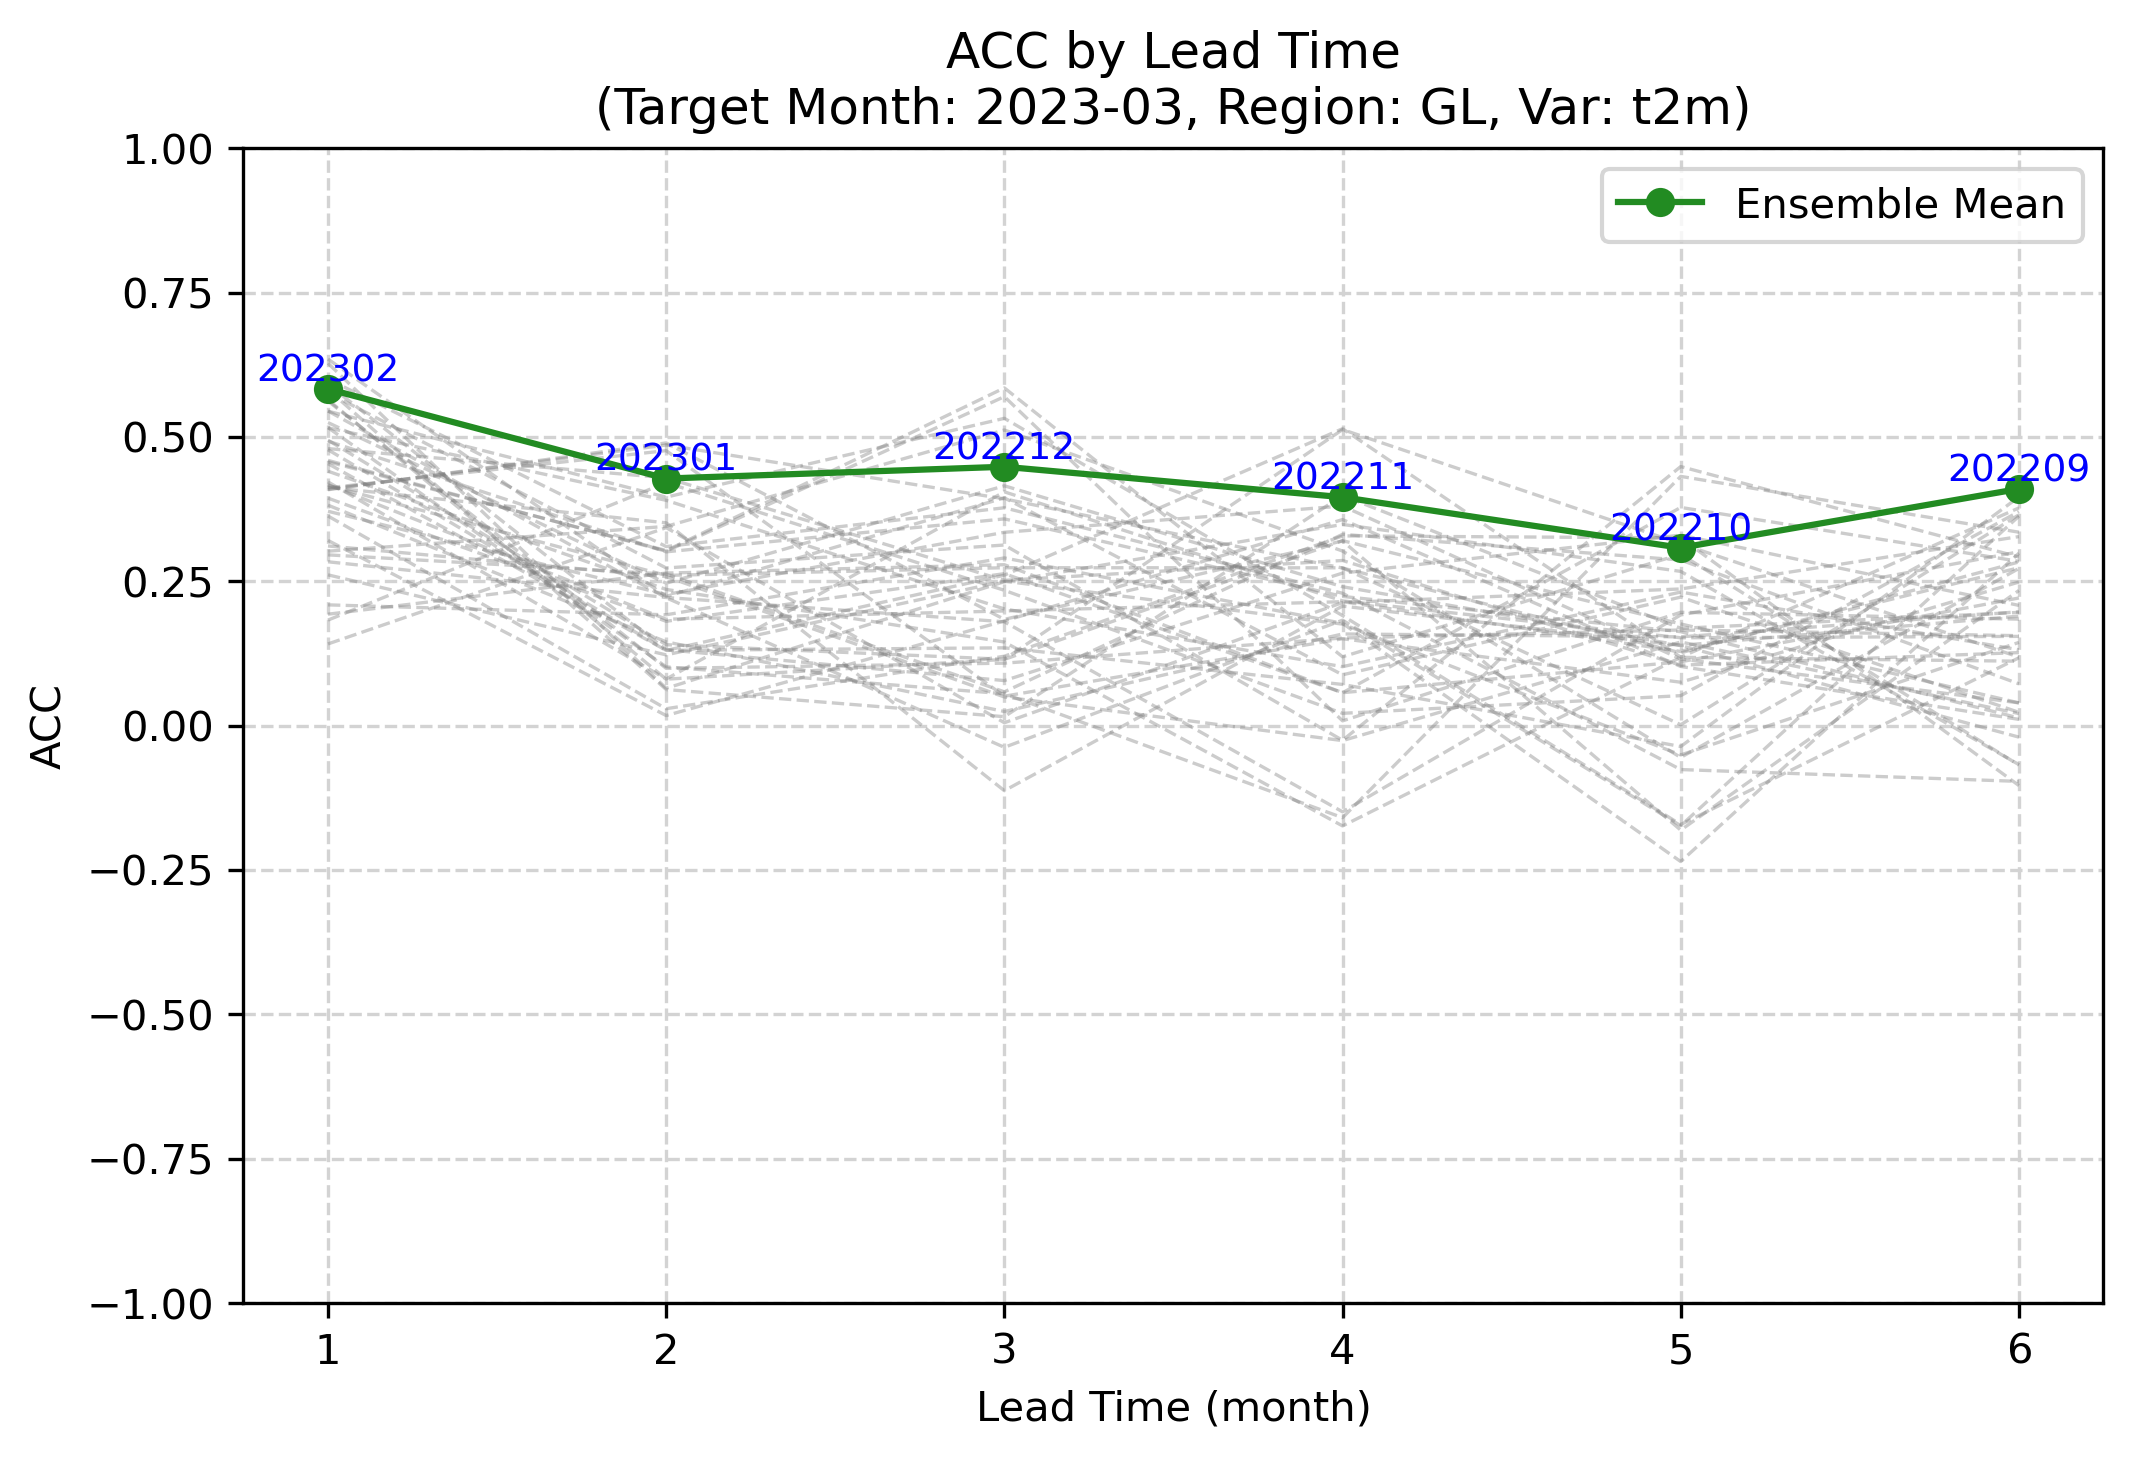 ACC by Lead Time
(Target Month: 2023-03, Region: GL, Var: t2m)
Ensemble Mean
1.00
0.75
0.50
0.25
0.00
−0.25
−0.50
−0.75
−1.00
ACC
202302
202301
202212
202211
202210
202209
1 2 3 4 5 6
Lead Time (month)